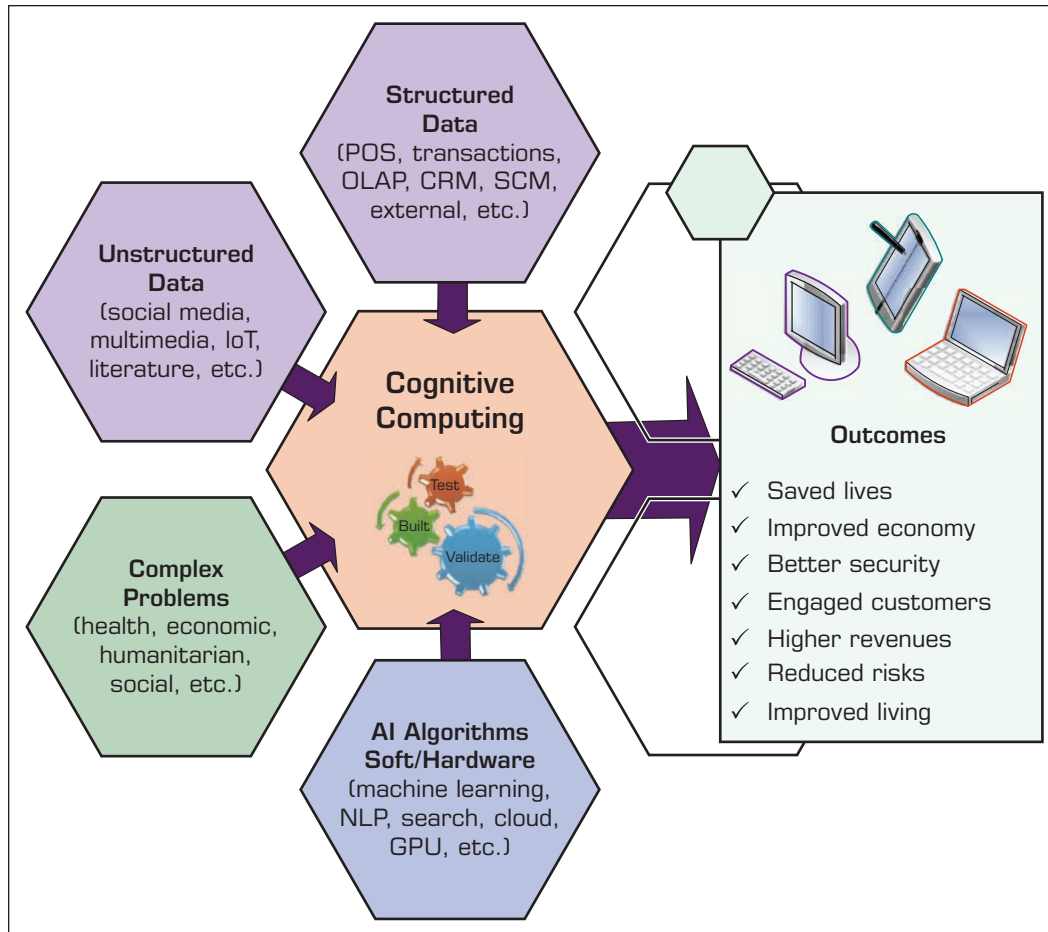 Structured
Data
(POS, transactions,
OLAP, CRM, SCM,
external, etc.)
Unstructured
Data
(social media,
multimedia, IoT,
literature, etc.)
Cognitive
Computing
Test
Built
Validate
Complex
Problems
(health, economic,
humanitarian,
social, etc.)
AI Algorithms
Soft/Hardware
(machine learning,
NLP, search, cloud,
GPU, etc.)
Outcomes
✓ Saved lives
✓ Improved economy
✓ Better security
✓ Engaged customers
✓ Higher revenues
✓ Reduced risks
✓ Improved living